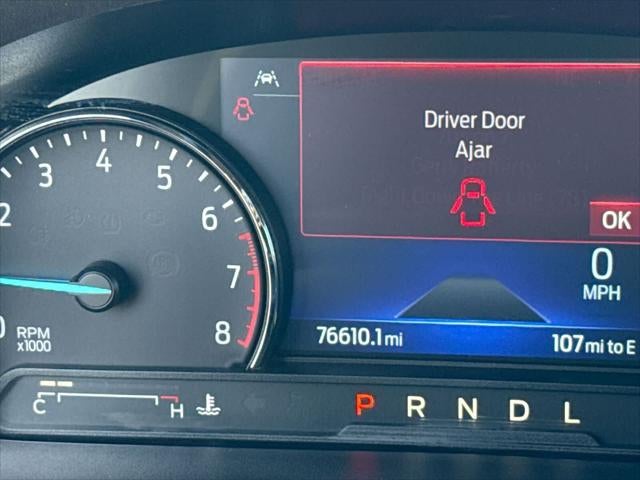 Driver Door
Ajar
OK
0
MPH
76610.1 mi
107 mi to E
2
3
4
5
6
7
8
0
RPM
x1000
C
H
P R N D L